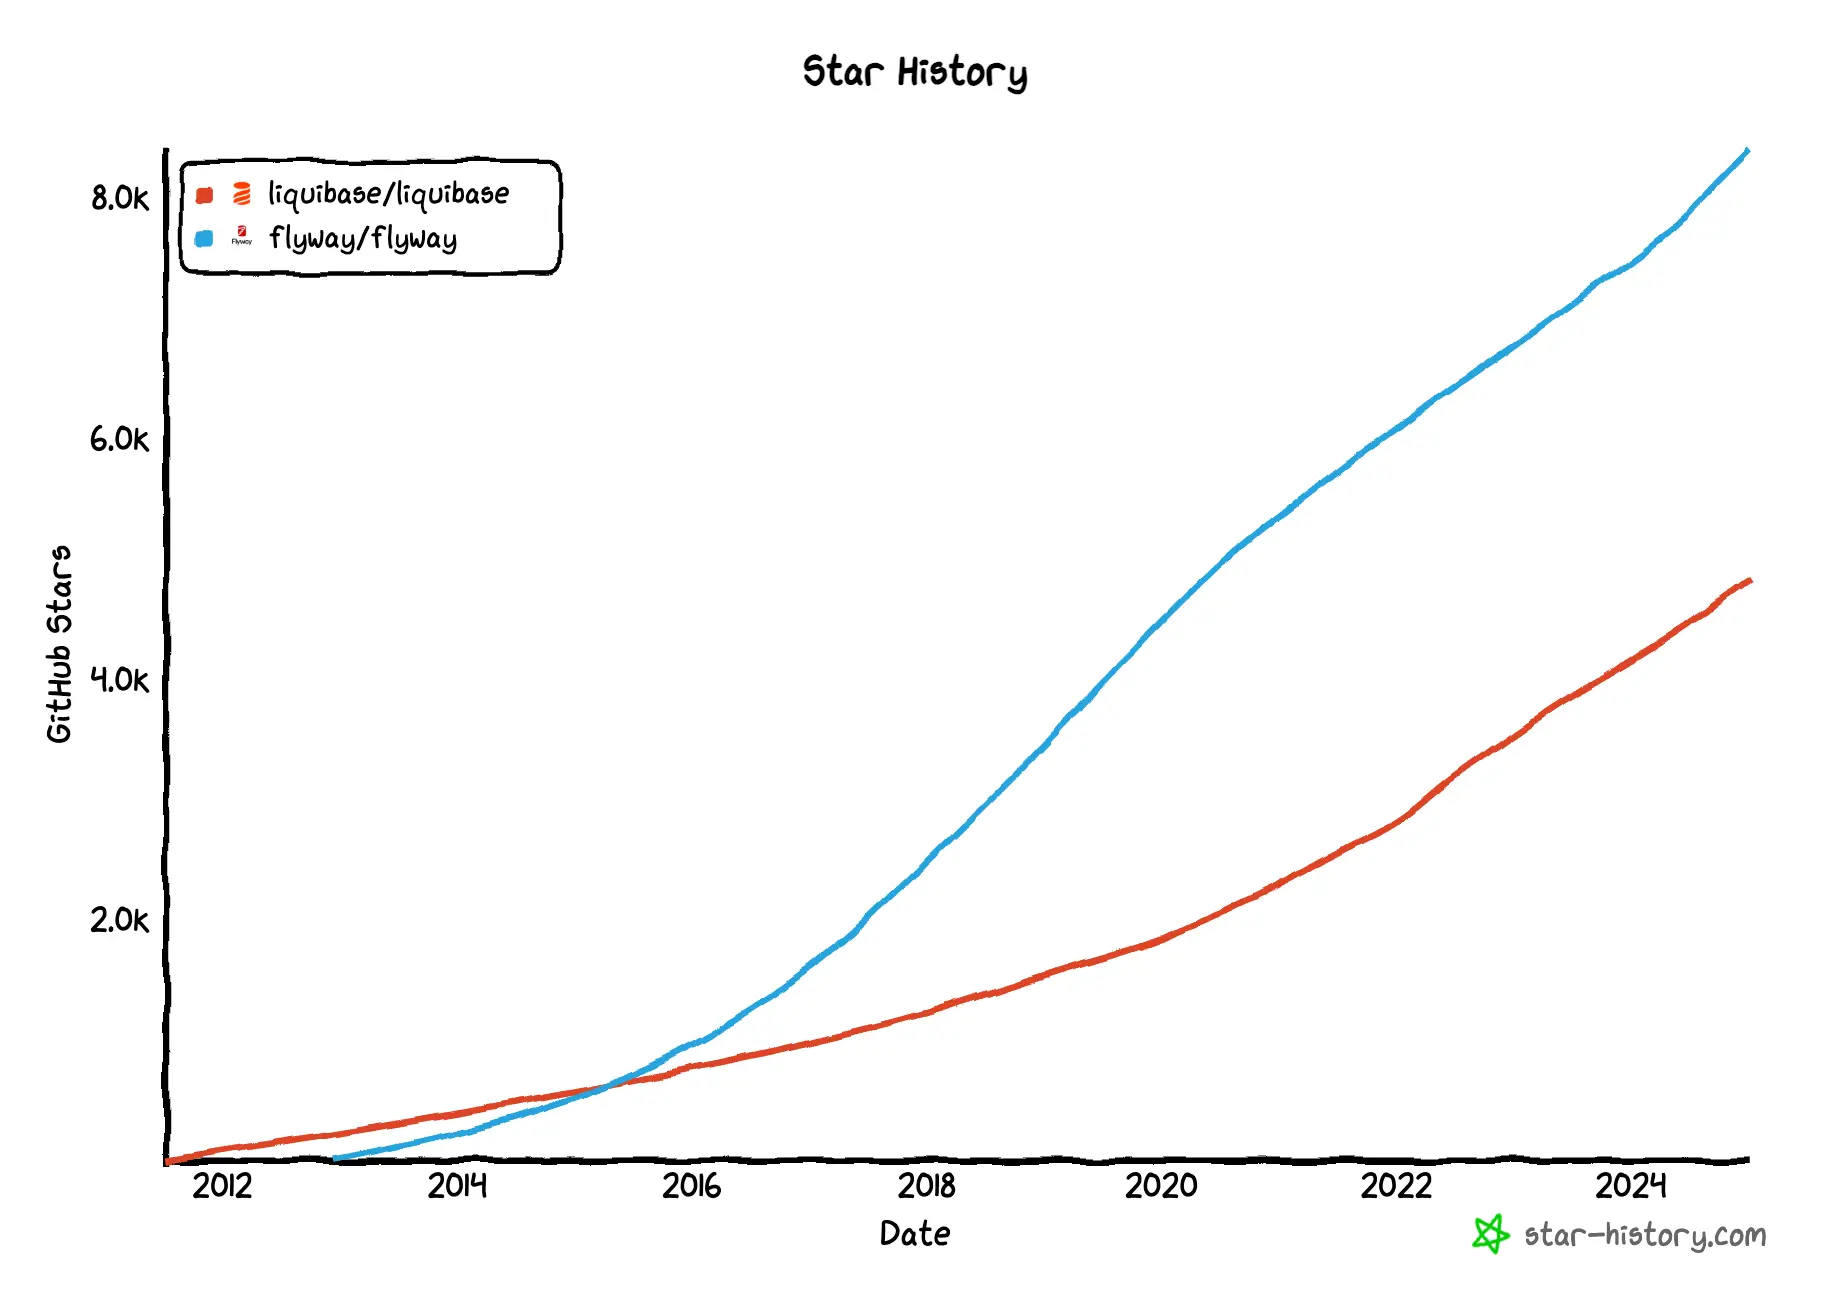 Star History
liquibase/liquibase
Flyway
flyway/flyway
8.0K
6.0K
4.0K
2.0K
GitHub Stars
2012
2014
2016
2018
2020
2022
2024
Date
star-history.com